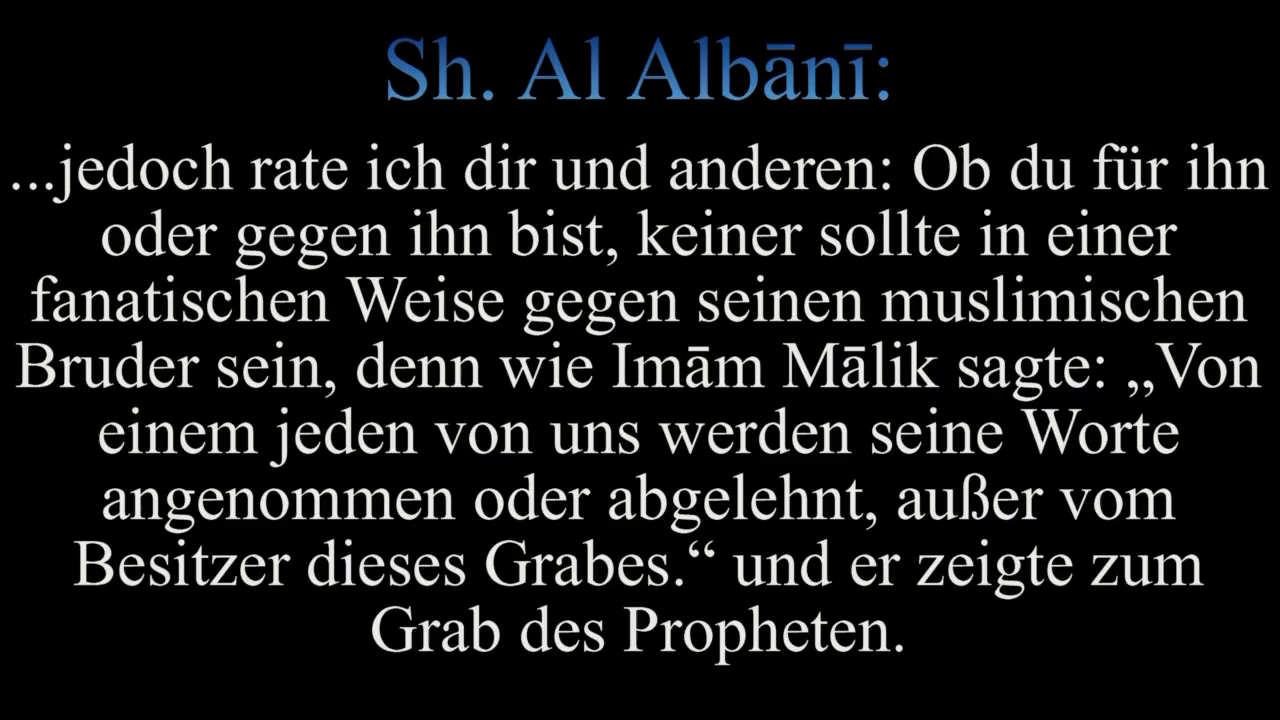 Sh. Al Albānī:
...jedoch rate ich dir und anderen: Ob du für ihn
oder gegen ihn bist, keiner sollte in einer
fanatischen Weise gegen seinen muslimischen
Bruder sein, denn wie Imām Mālik sagte: ,,Von
einem jeden von uns werden seine Worte
angenommen oder abgelehnt, außer vom
Besitzer dieses Grabes.“ und er zeigte zum
Grab des Propheten.